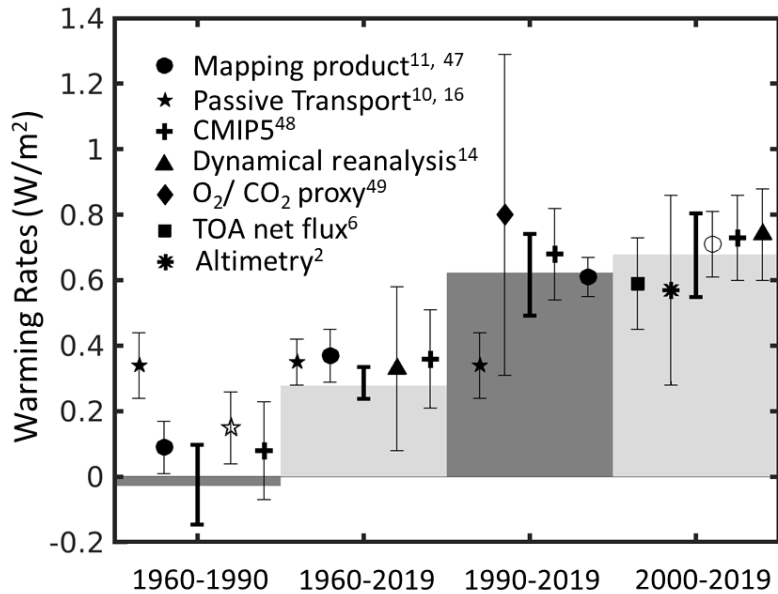 1.4
1.2
1
0.8
0.6
0.4
0.2
0
-0.2
Warming Rates (W/m²)
Mapping product¹¹, ⁴⁷
Passive Transport¹⁰, ¹⁶
CMIP5⁴⁸
Dynamical reanalysis¹⁴
O₂/ CO₂ proxy⁴⁹
TOA net flux⁶
Altimetry²
1960-1990 1960-2019 1990-2019 2000-2019